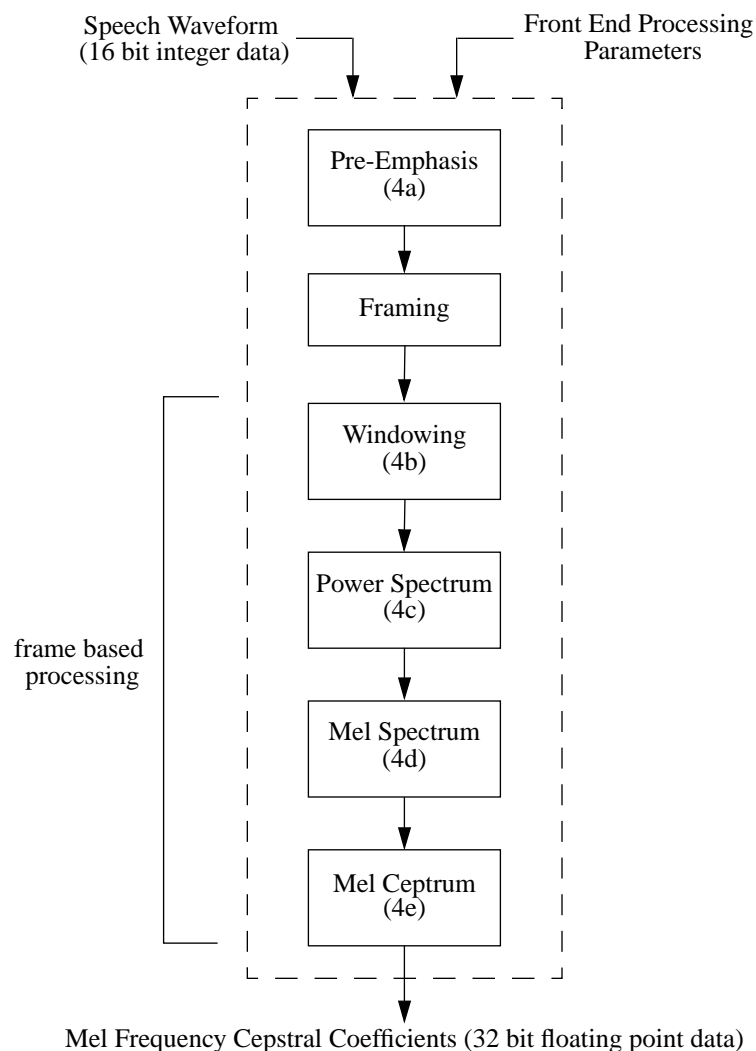 Speech Waveform
(16 bit integer data)
Front End Processing
Parameters
Pre-Emphasis
(4a)
Framing
Windowing
(4b)
Power Spectrum
(4c)
frame based
processing
Mel Spectrum
(4d)
Mel Ceptrum
(4e)
Mel Frequency Cepstral Coefficients (32 bit floating point data)